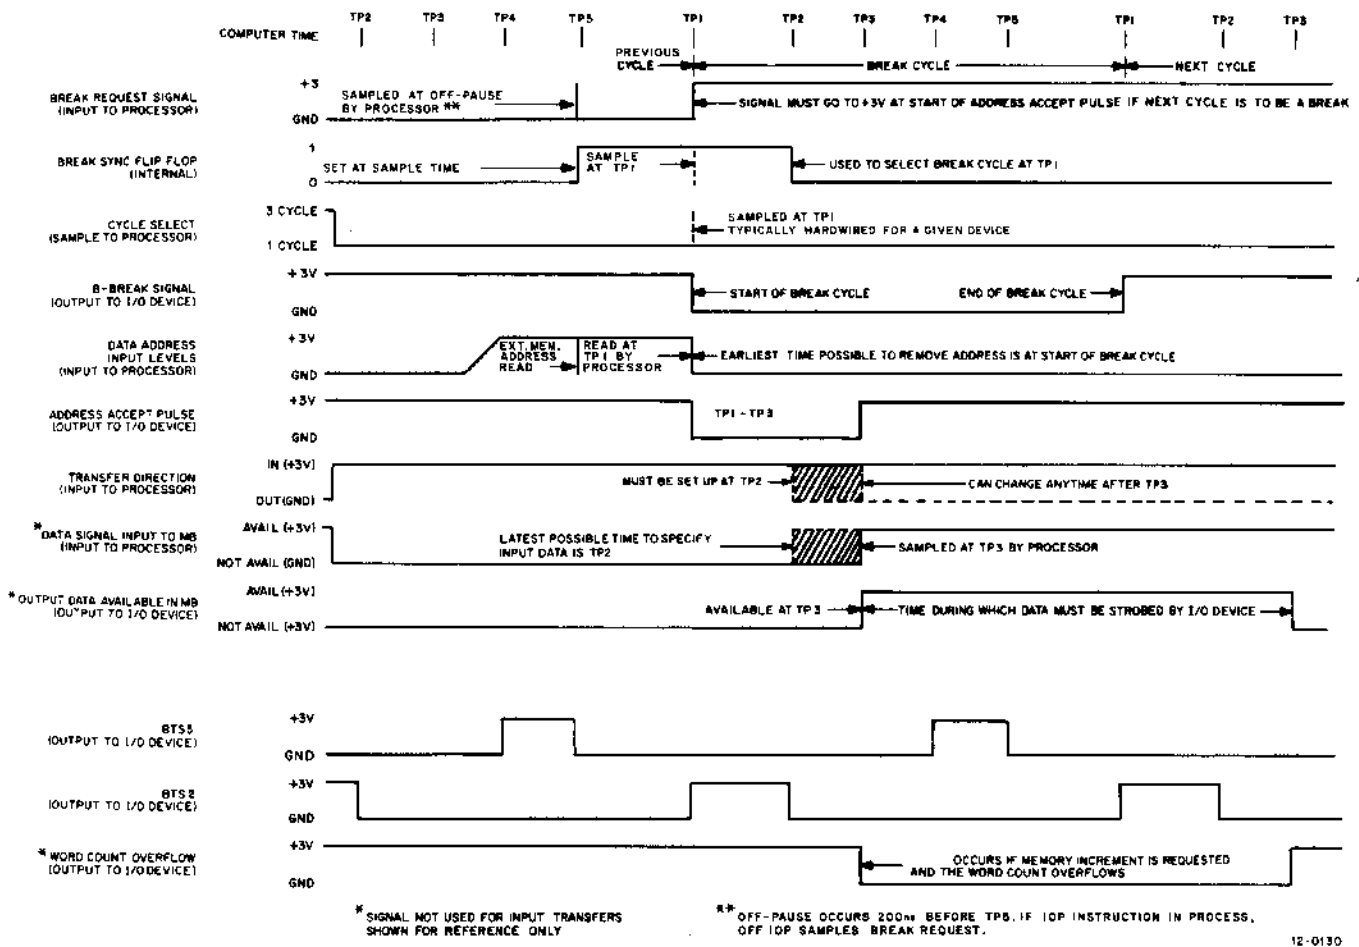 TP2 TP3 TP4 TP5 TP1 TP2 TP3 TP4 TP5 TP1 TP2 TP3
COMPUTER TIME
PREVIOUS
CYCLE BREAK CYCLE NEXT CYCLE
BREAK REQUEST SIGNAL
(INPUT TO PROCESSOR)
+3
GND
SAMPLED AT OFF-PAUSE
BY PROCESSOR **
SIGNAL MUST GO TO +3V AT START OF ADDRESS ACCEPT PULSE IF NEXT CYCLE IS TO BE A BREAK
BREAK SYNC FLIP FLOP
(INTERNAL)
1
0
SET AT SAMPLE TIME
SAMPLE
AT TP1
USED TO SELECT BREAK CYCLE AT TP1
CYCLE SELECT
(SAMPLE TO PROCESSOR)
3 CYCLE
1 CYCLE
SAMPLED AT TP1
TYPICALLY HARDWIRED FOR A GIVEN DEVICE
B-BREAK SIGNAL
(OUTPUT TO I/O DEVICE)
+3V
GND
START OF BREAK CYCLE
END OF BREAK CYCLE
DATA ADDRESS
INPUT LEVELS
(INPUT TO PROCESSOR)
+3V
GND
EXT. MEM.
ADDRESS
READ
READ AT
TP1 BY
PROCESSOR
EARLIEST TIME POSSIBLE TO REMOVE ADDRESS IS AT START OF BREAK CYCLE
ADDRESS ACCEPT PULSE
(OUTPUT TO I/O DEVICE)
+3V
GND
TP1 - TP3
TRANSFER DIRECTION
(INPUT TO PROCESSOR)
IN (+3V)
OUT(GND)
MUST BE SET UP AT TP2
CAN CHANGE ANYTIME AFTER TP3
*DATA SIGNAL INPUT TO MB
(INPUT TO PROCESSOR)
AVAIL (+3V)
NOT AVAIL (GND)
LATEST POSSIBLE TIME TO SPECIFY
INPUT DATA IS TP2
SAMPLED AT TP3 BY PROCESSOR
*OUTPUT DATA AVAILABLE IN MB
(OUTPUT TO I/O DEVICE)
AVAIL (+3V)
NOT AVAIL (+3V)
AVAILABLE AT TP3
TIME DURING WHICH DATA MUST BE STROBED BY I/O DEVICE
BTS5
(OUTPUT TO I/O DEVICE)
+3V
GND
BTS2
(OUTPUT TO I/O DEVICE)
+3V
GND
*WORD COUNT OVERFLOW
(OUTPUT TO I/O DEVICE)
+3V
GND
OCCURS IF MEMORY INCREMENT IS REQUESTED
AND THE WORD COUNT OVERFLOWS
*SIGNAL NOT USED FOR INPUT TRANSFERS
SHOWN FOR REFERENCE ONLY
**OFF-PAUSE OCCURS 200ns BEFORE TP5. IF IOP INSTRUCTION IN PROCESS,
OFF IOP SAMPLES BREAK REQUEST.
12-0130